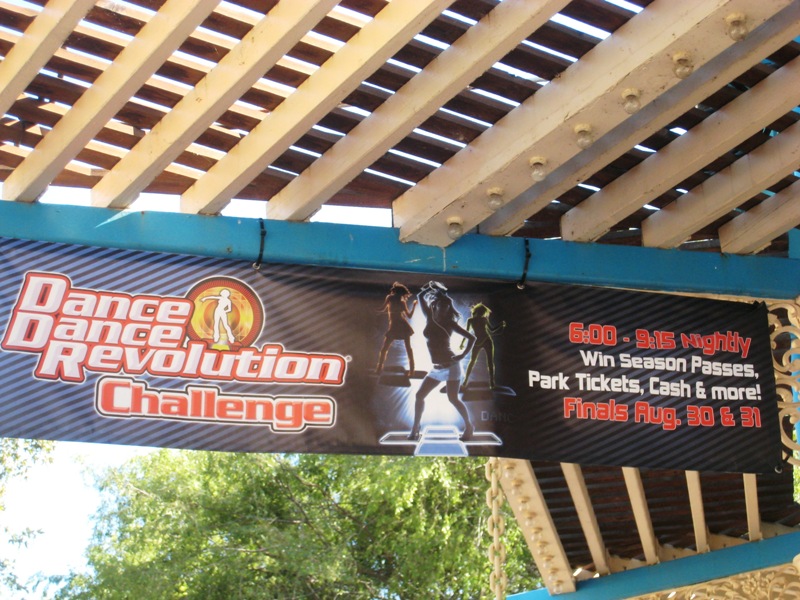 Dance
Dance
Revolution
Challenge
6:00 - 9:15 Nightly
Win Season Passes,
Park Tickets, Cash & more!
Finals Aug. 30 & 31